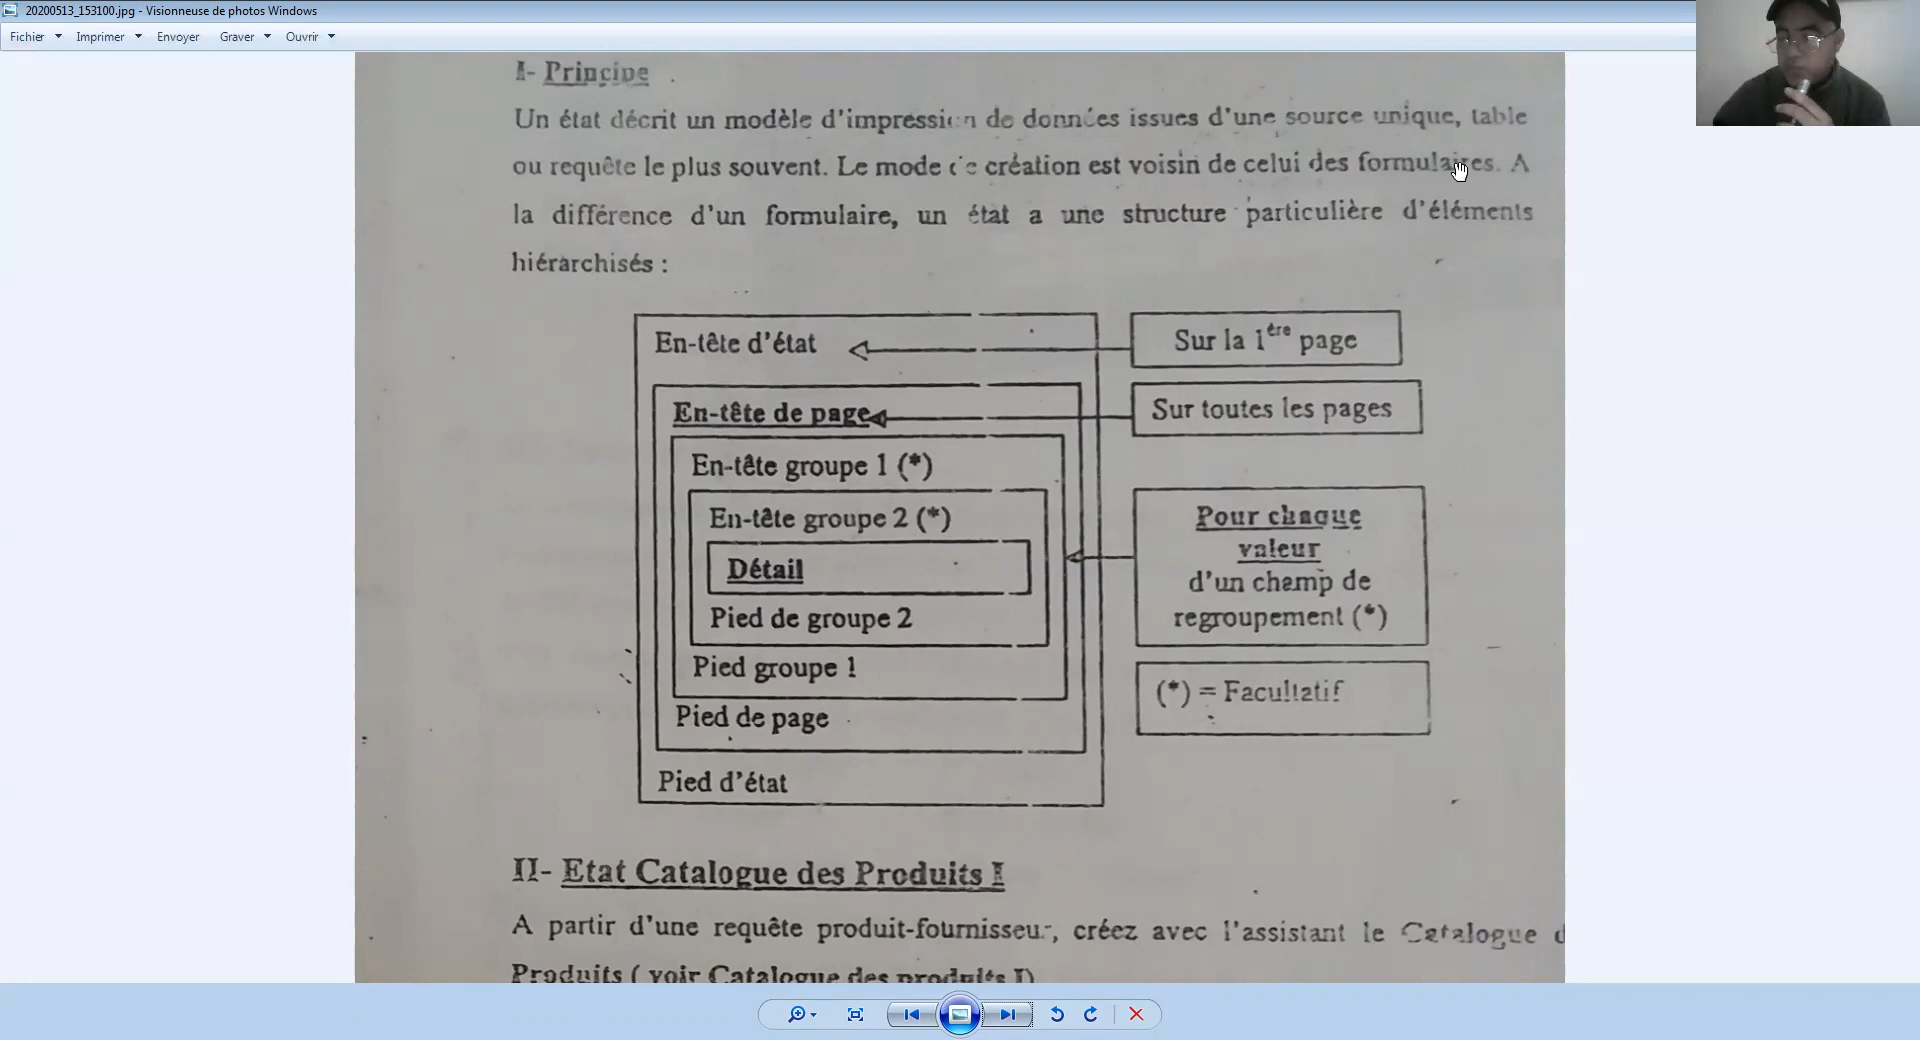 20200513_153100.jpg - Visionneuse de photos Windows
Fichier Imprimer Envoyer Graver Ouvrir
I- Principe
Un état décrit un modèle d'impression de données issues d'une source unique, table
ou requête le plus souvent. Le mode de création est voisin de celui des formulaires. A
la différence d'un formulaire, un état a une structure particulière d'éléments
hiérarchisés :
En-tête d'état
Sur la 1ère page
En-tête de page
Sur toutes les pages
En-tête groupe 1 (*)
En-tête groupe 2 (*)
Détail
Pied de groupe 2
Pied groupe 1
Pied de page
Pied d'état
Pour chaque
valeur
d'un champ de
regroupement (*)
(*) = Facultatif
II- Etat Catalogue des Produits I
A partir d'une requête produit-fournisseur, créez avec l'assistant le Catalogue d
Produits ( voir Catalogue des produits I)